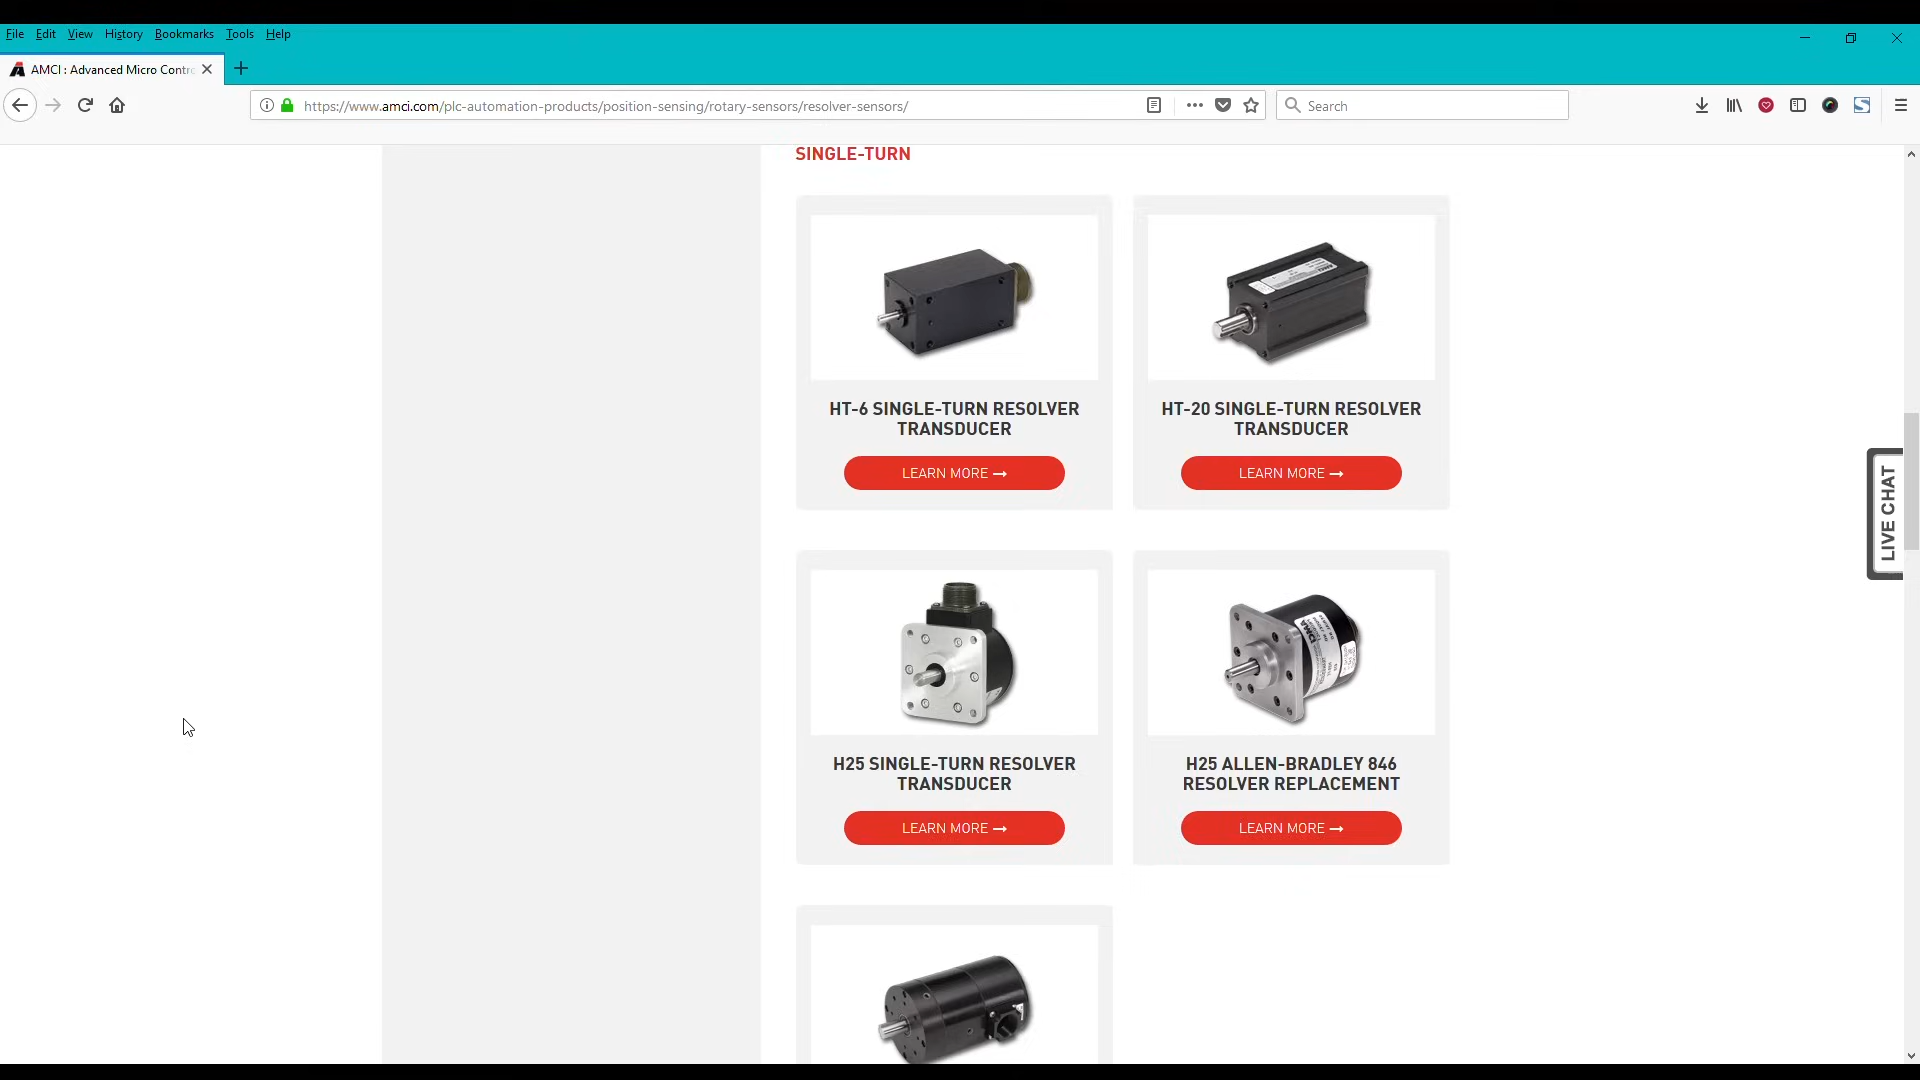 File Edit View History Bookmarks Tools Help
AMCI : Advanced Micro Contr
https://www.amci.com/plc-automation-products/position-sensing/rotary-sensors/resolver-sensors/
Search
SINGLE-TURN
HT-6 SINGLE-TURN RESOLVER
TRANSDUCER
HT-20 SINGLE-TURN RESOLVER
TRANSDUCER
LEARN MORE →
LEARN MORE →
LIVE CHAT
H25 SINGLE-TURN RESOLVER
TRANSDUCER
H25 ALLEN-BRADLEY 846
RESOLVER REPLACEMENT
LEARN MORE →
LEARN MORE →